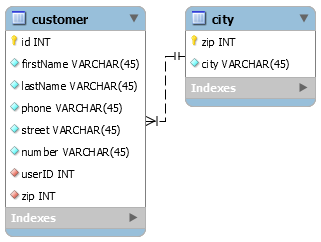 customer
id INT
firstName VARCHAR(45)
lastName VARCHAR(45)
phone VARCHAR(45)
street VARCHAR(45)
number VARCHAR(45)
userID INT
zip INT
Indexes
city
zip INT
city VARCHAR(45)
Indexes